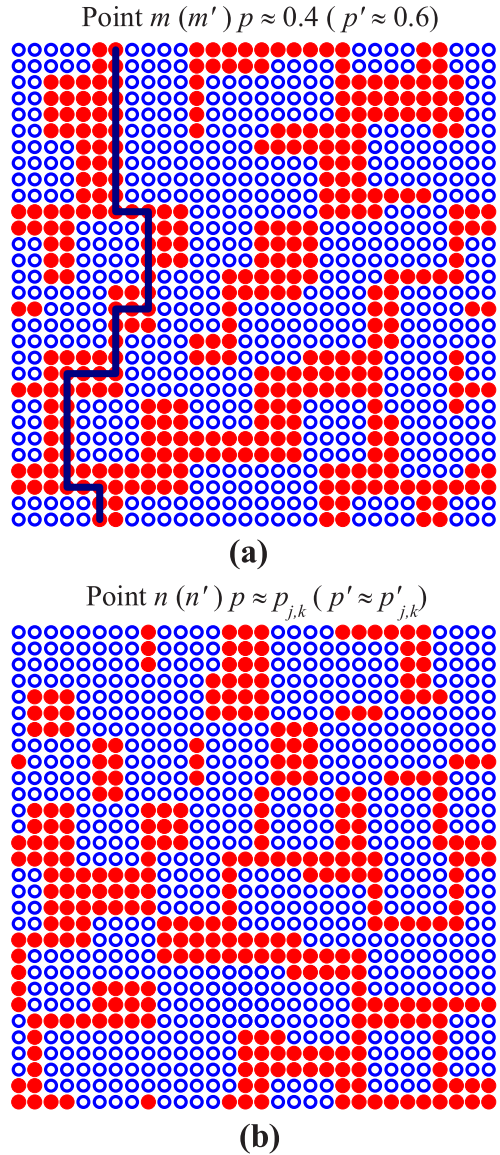 Point m (m′) p ≈ 0.4 ( p′ ≈ 0.6)
(a)
Point n (n′) p ≈ p_{j,k} ( p′ ≈ p′_{j,k})
(b)